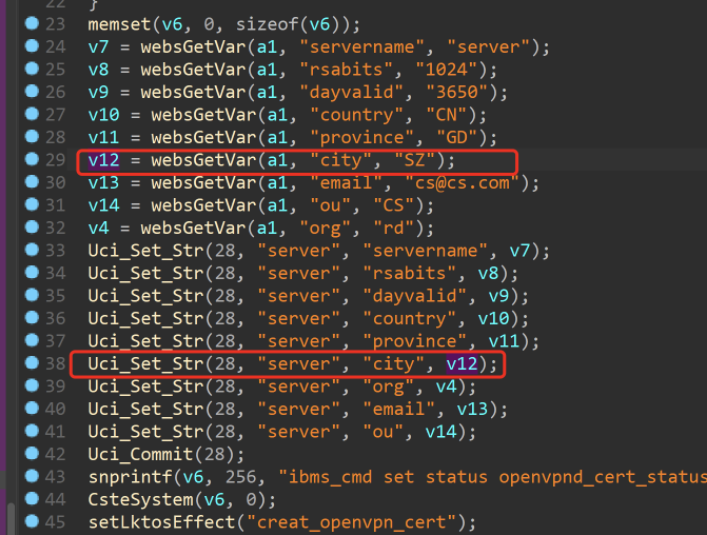 22 }
23 memset(v6, 0, sizeof(v6));
24 v7 = websGetVar(a1, "servername", "server");
25 v8 = websGetVar(a1, "rsabits", "1024");
26 v9 = websGetVar(a1, "dayvalid", "3650");
27 v10 = websGetVar(a1, "country", "CN");
28 v11 = websGetVar(a1, "province", "GD");
29 v12 = websGetVar(a1, "city", "SZ");
30 v13 = websGetVar(a1, "email", "cs@cs.com");
31 v14 = websGetVar(a1, "ou", "CS");
32 v4 = websGetVar(a1, "org", "rd");
33 Uci_Set_Str(28, "server", "servername", v7);
34 Uci_Set_Str(28, "server", "rsabits", v8);
35 Uci_Set_Str(28, "server", "dayvalid", v9);
36 Uci_Set_Str(28, "server", "country", v10);
37 Uci_Set_Str(28, "server", "province", v11);
38 Uci_Set_Str(28, "server", "city", v12);
39 Uci_Set_Str(28, "server", "org", v4);
40 Uci_Set_Str(28, "server", "email", v13);
41 Uci_Set_Str(28, "server", "ou", v14);
42 Uci_Commit(28);
43 snprintf(v6, 256, "ibms_cmd set status openvpnd_cert_status
44 CsteSystem(v6, 0);
45 setLktosEffect("creat_openvpn_cert");